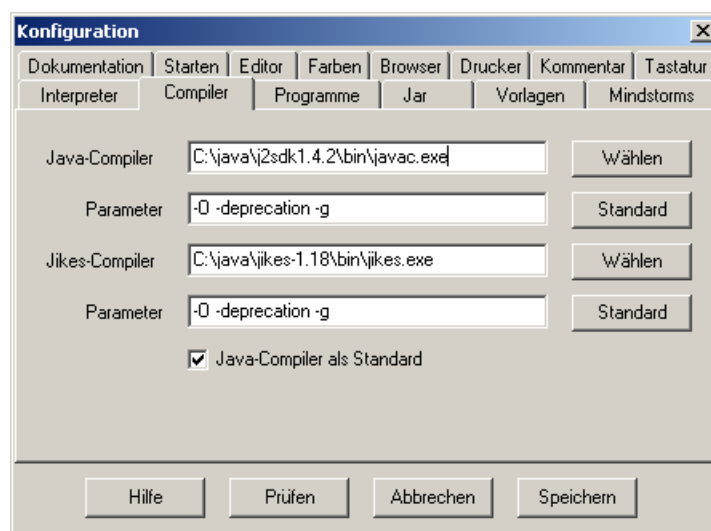 Konfiguration
Dokumentation Starten Editor Farben Browser Drucker Kommentar Tastatur
Interpreter Compiler Programme Jar Vorlagen Mindstorms
Java-Compiler C:\java\j2sdk1.4.2\bin\javac.exe Wählen
Parameter -O -deprecation -g Standard
Jikes-Compiler C:\java\jikes-1.18\bin\jikes.exe Wählen
Parameter -O -deprecation -g Standard
Java-Compiler als Standard
Hilfe Prüfen Abbrechen Speichern